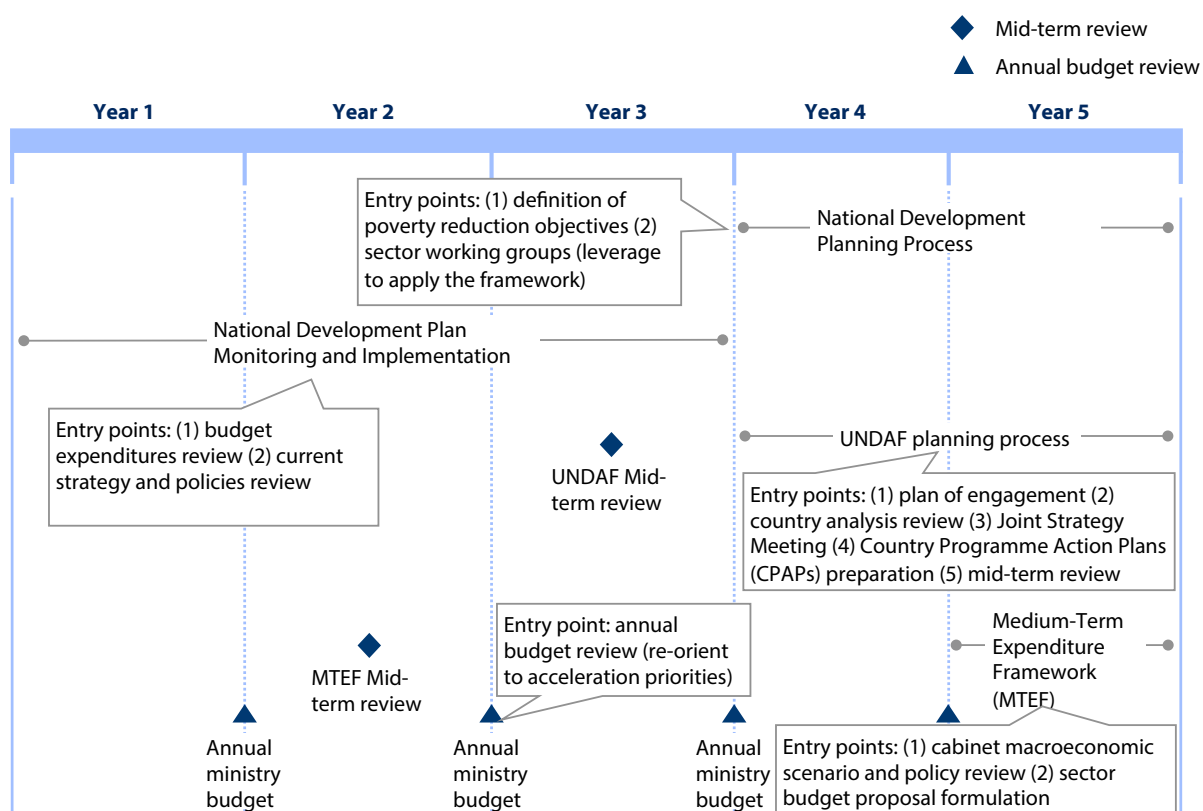 Mid-term review
Annual budget review
Year 1
Year 2
Year 3
Year 4
Year 5
Entry points: (1) definition of
poverty reduction objectives (2)
sector working groups (leverage
to apply the framework)
National Development
Planning Process
National Development Plan
Monitoring and Implementation
Entry points: (1) budget
expenditures review (2) current
strategy and policies review
UNDAF Mid-
term review
UNDAF planning process
Entry points: (1) plan of engagement (2)
country analysis review (3) Joint Strategy
Meeting (4) Country Programme Action Plans
(CPAPs) preparation (5) mid-term review
MTEF Mid-
term review
Entry point: annual
budget review (re-orient
to acceleration priorities)
Medium-Term
Expenditure
Framework
(MTEF)
Annual
ministry
budget
Annual
ministry
budget
Annual
ministry
budget
Entry points: (1) cabinet macroeconomic
scenario and policy review (2) sector
budget proposal formulation